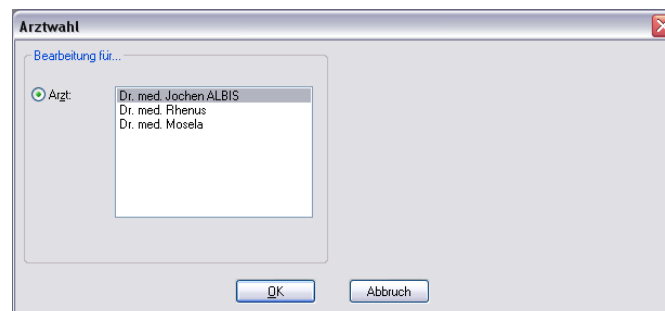 Arztwahl
Bearbeitung für...
Arzt:
Dr. med. Jochen ALBIS
Dr. med. Rhenus
Dr. med. Mosela
OK
Abbruch